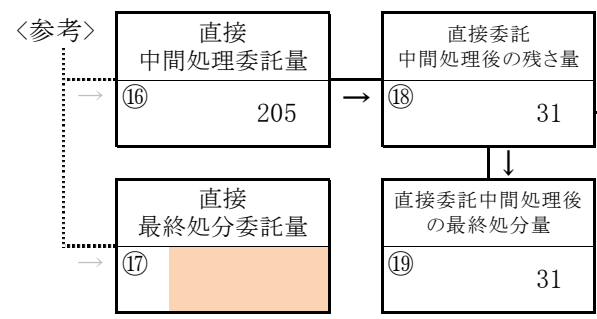 〈参考〉
直接
中間処理委託量
→
⑯
205
→
直接委託
中間処理後の残さ量
⑱
31
↓
直接
最終処分委託量
→
⑰
直接委託中間処理後
の最終処分量
⑲
31